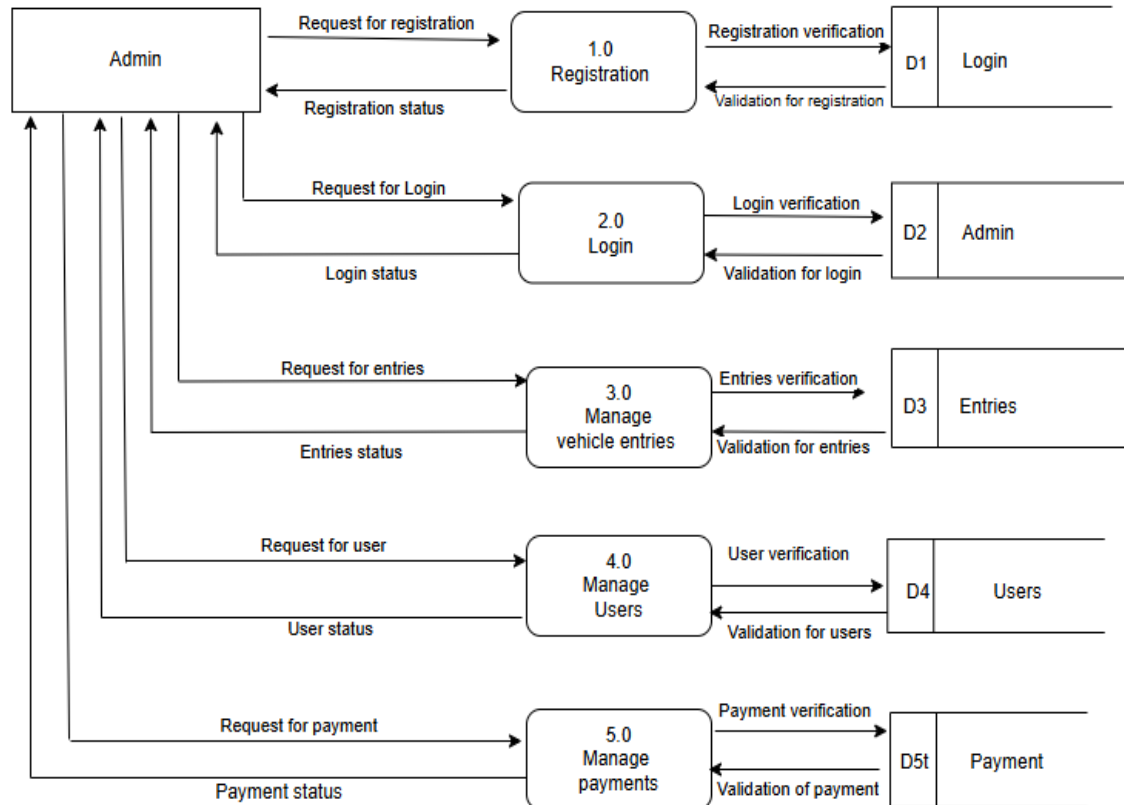 Request for registration
Admin
1.0
Registration
Registration verification
D1
Login
Registration status
Validation for registration
Request for Login
2.0
Login
Login verification
D2
Admin
Login status
Validation for login
Request for entries
3.0
Manage
vehicle entries
Entries verification
D3
Entries
Entries status
Validation for entries
Request for user
4.0
Manage
Users
User verification
D4
Users
User status
Validation for users
Request for payment
5.0
Manage
payments
Payment verification
D5t
Payment
Payment status
Validation of payment